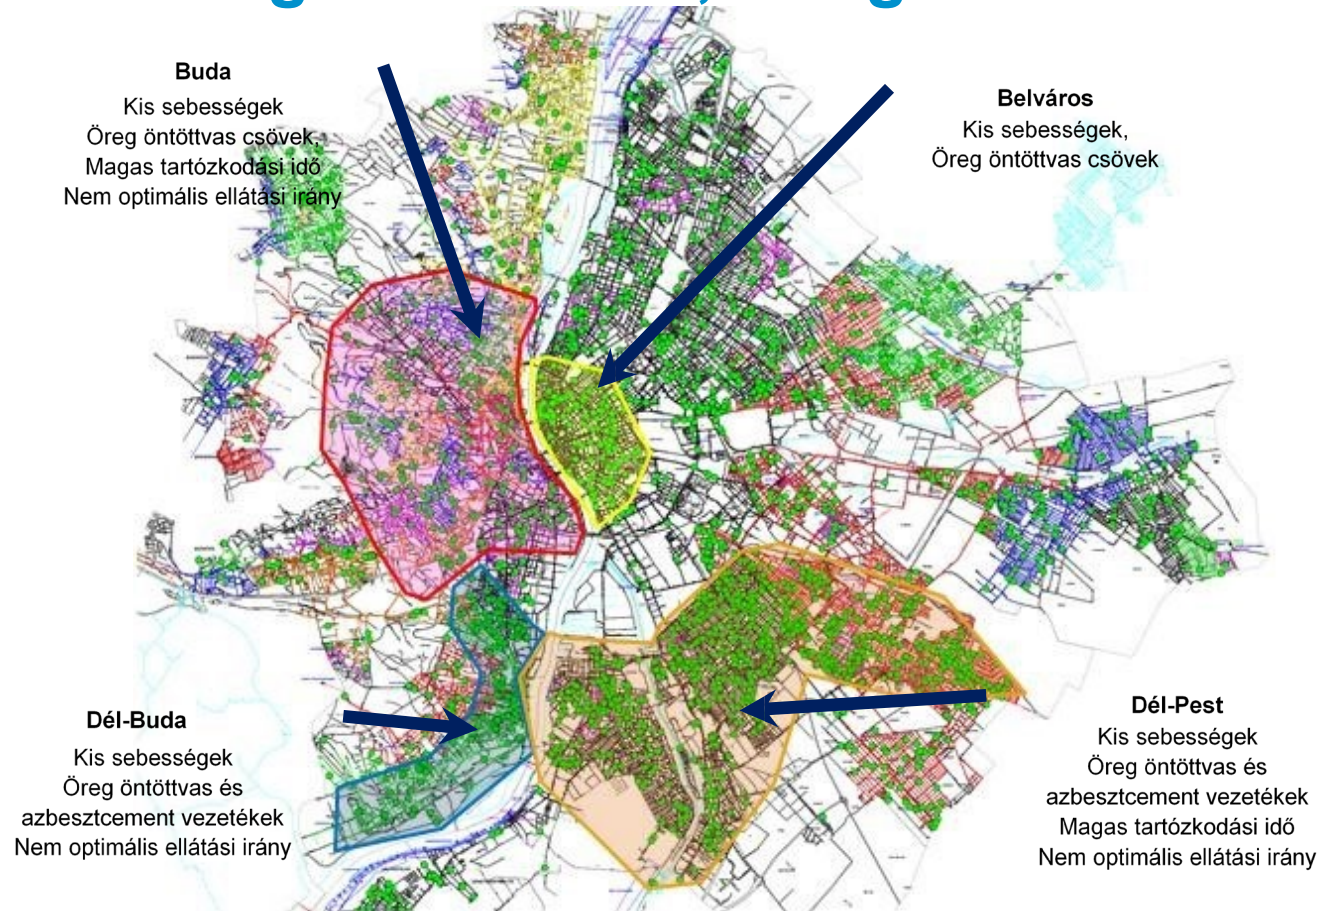 Buda
Kis sebességek
Öreg öntöttvas csövek,
Magas tartózkodási idő
Nem optimális ellátási irány
Belváros
Kis sebességek,
Öreg öntöttvas csövek
Dél-Buda
Kis sebességek
Öreg öntöttvas és
azbesztcement vezetékek
Nem optimális ellátási irány
Dél-Pest
Kis sebességek
Öreg öntöttvas és
azbesztcement vezetékek
Magas tartózkodási idő
Nem optimális ellátási irány